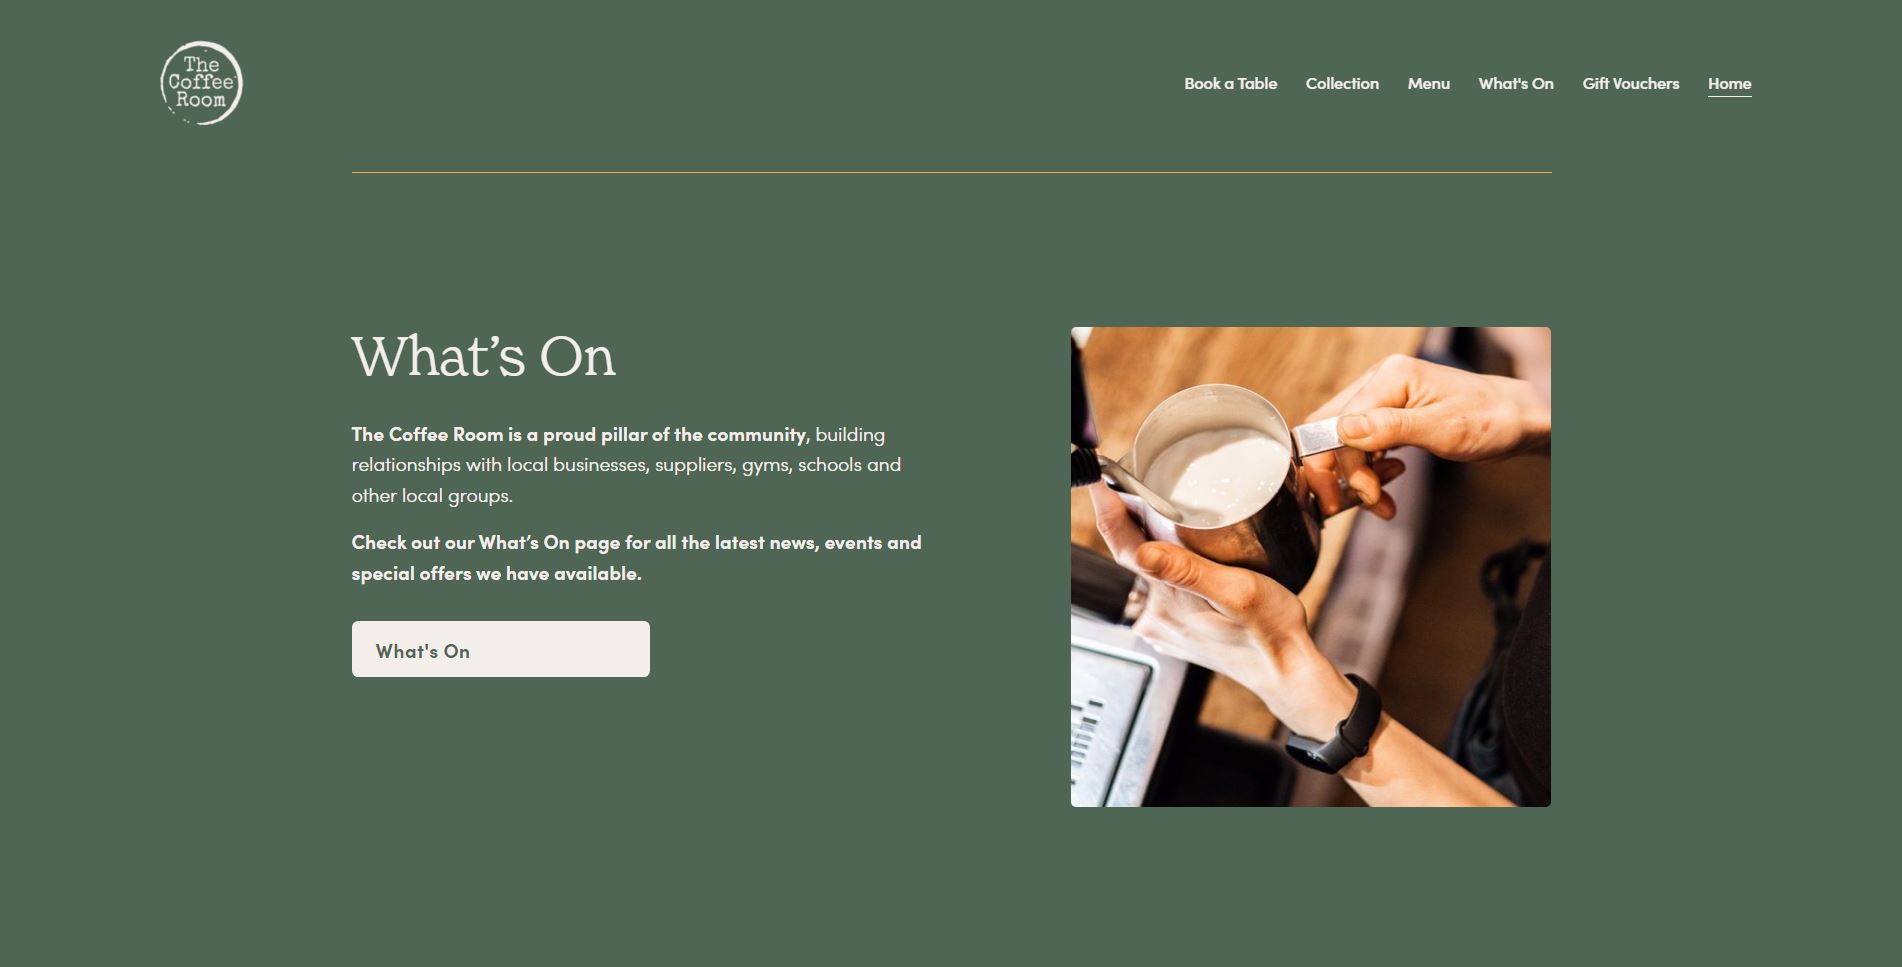 The
Coffee
Room
Book a Table Collection Menu What's On Gift Vouchers Home
What’s On
The Coffee Room is a proud pillar of the community, building
relationships with local businesses, suppliers, gyms, schools and
other local groups.
Check out our What’s On page for all the latest news, events and
special offers we have available.
What's On